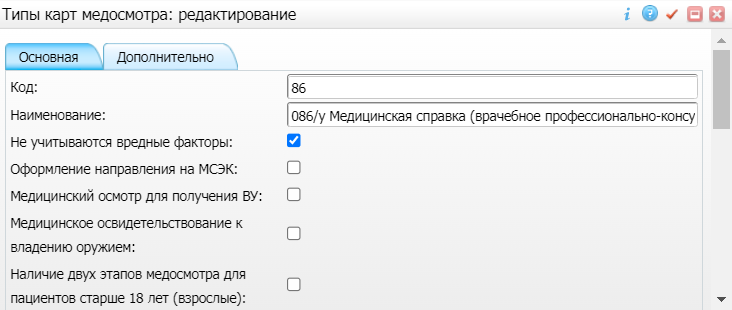 Типы карт медосмотра: редактирование
Основная Дополнительно
Код: 86
Наименование: 086/у Медицинская справка (врачебное профессионально-консу
Не учитываются вредные факторы:
Оформление направления на МСЭК:
Медицинский осмотр для получения ВУ:
Медицинское освидетельствование к
владению оружием:
Наличие двух этапов медосмотра для
пациентов старше 18 лет (взрослые):